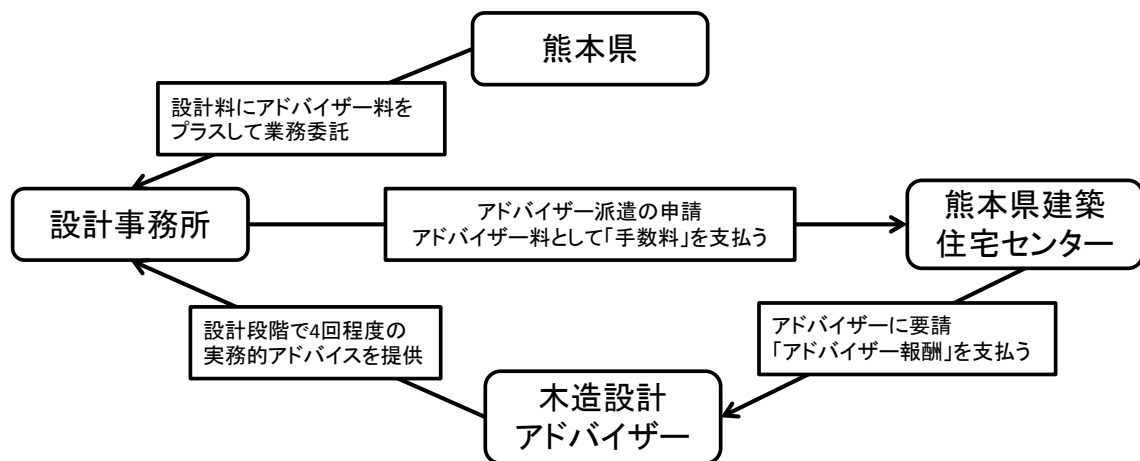 熊本県
設計料にアドバイザー料を
プラスして業務委託
設計事務所
アドバイザー派遣の申請
アドバイザー料として「手数料」を支払う
熊本県建築
住宅センター
設計段階で4回程度の
実務的アドバイスを提供
アドバイザーに要請
「アドバイザー報酬」を支払う
木造設計
アドバイザー